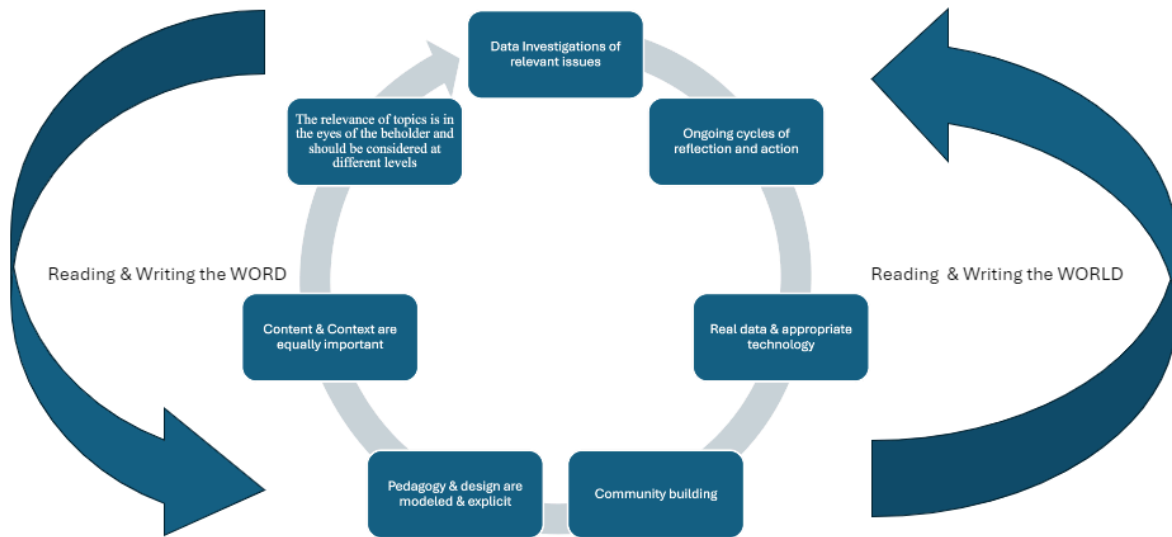 Data Investigations of
relevant issues
Ongoing cycles of
reflection and action
Real data & appropriate
technology
Community building
Pedagogy & design are
modeled & explicit
Content & Context are
equally important
The relevance of topics is in
the eyes of the beholder and
should be considered at
different levels
Reading & Writing the WORD
Reading & Writing the WORLD